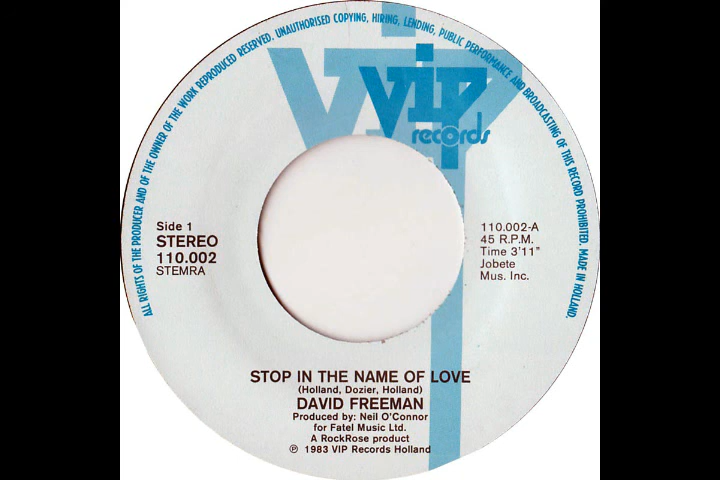 ALL RIGHTS OF THE PRODUCER AND OF THE OWNER OF THE WORK REPRODUCED RESERVED. UNAUTHORISED COPYING, HIRING, LENDING, PUBLIC PERFORMANCE AND BROADCASTING OF THIS RECORD PROHIBITED. MADE IN HOLLAND.
vip
records
Side 1
STEREO
110.002
STEMRA
110.002-A
45 R.P.M.
Time 3'11"
Jobete
Mus. Inc.
STOP IN THE NAME OF LOVE
(Holland, Dozier, Holland)
DAVID FREEMAN
Produced by: Neil O'Connor
for Fatel Music Ltd.
A RockRose product
℗ 1983 VIP Records Holland